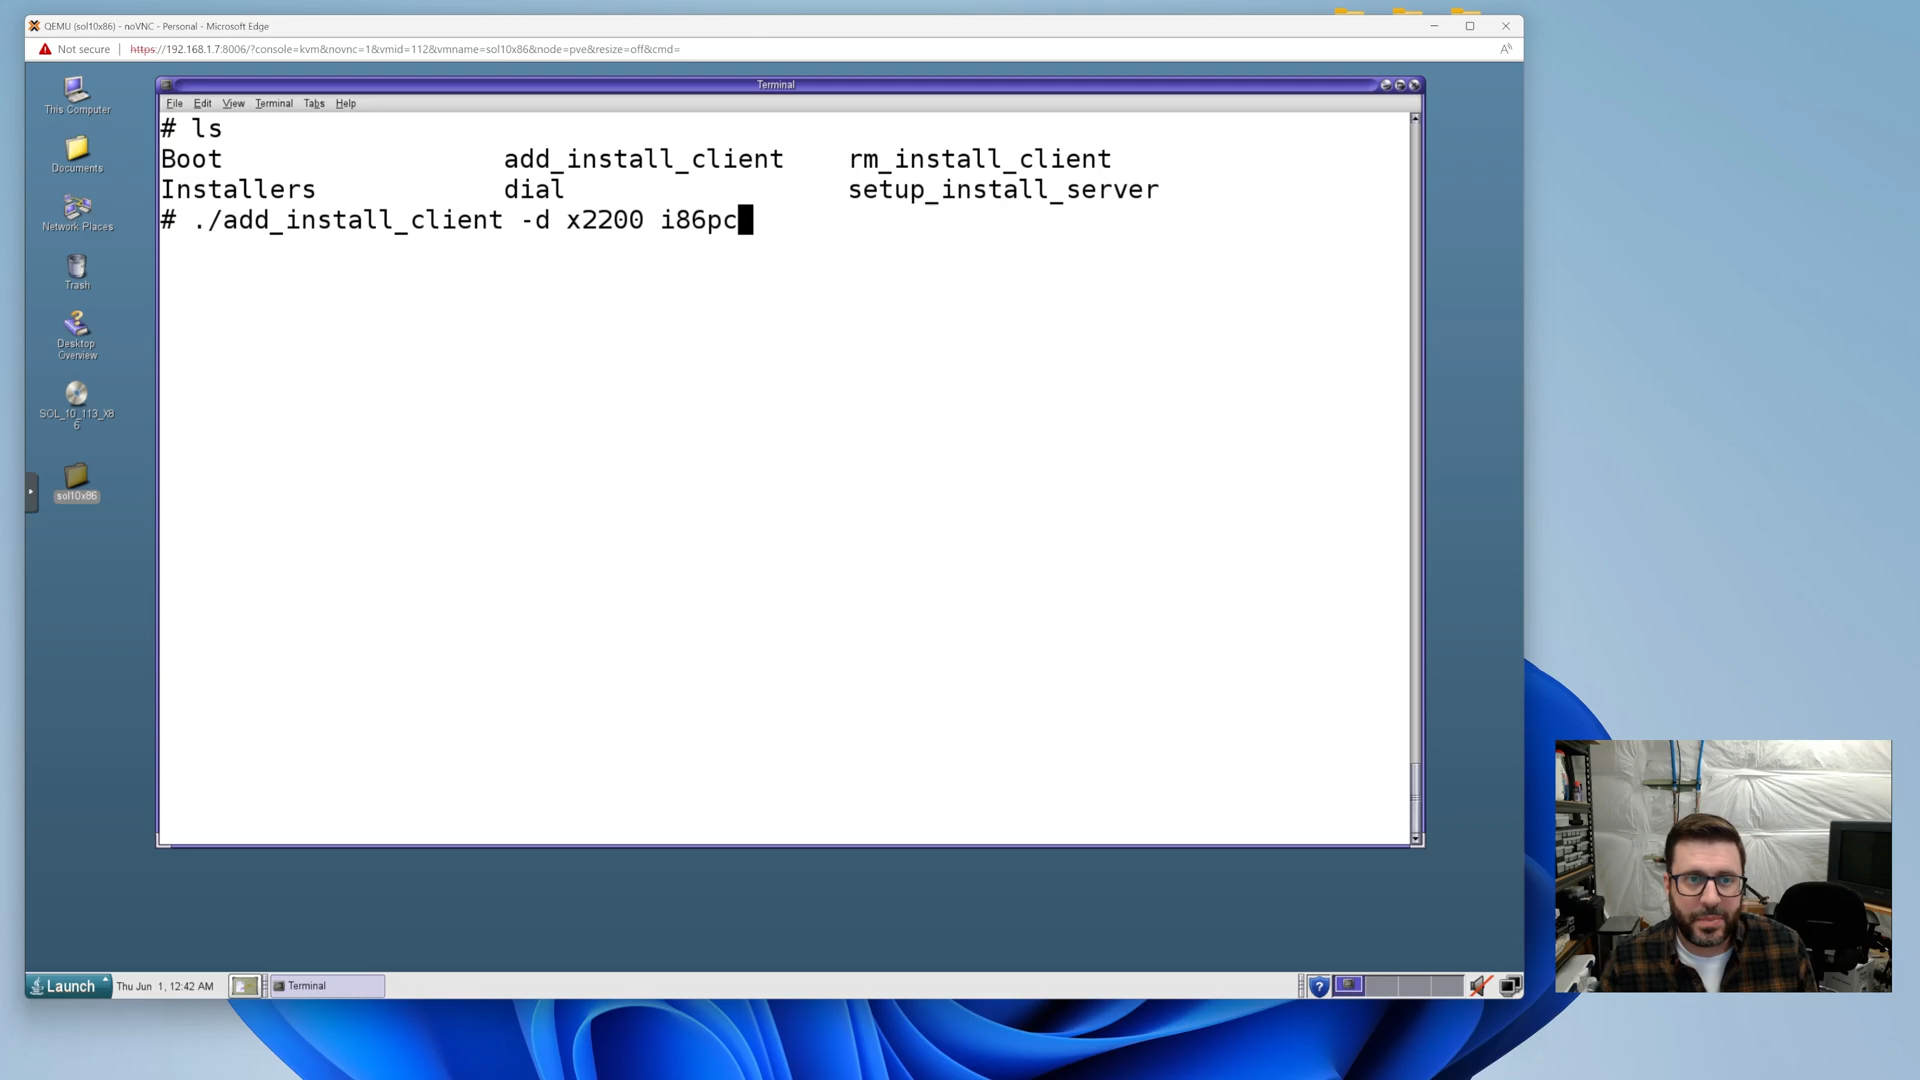 QEMU (sol10x86) - noVNC - Personal - Microsoft Edge
Not secure
https://192.168.1.7:8006/?console=kvm&novnc=1&vmid=112&vmname=sol10x86&node=pve&resize=off&cmd=
This Computer
Documents
Network Places
Trash
Desktop
Overview
SOL_10_113_X8
6
sol10x86
Terminal
File Edit View Terminal Tabs Help
# ls
Boot add_install_client rm_install_client
Installers dial setup_install_server
# ./add_install_client -d x2200 i86pc
Launch
Thu Jun 1, 12:42 AM
Terminal